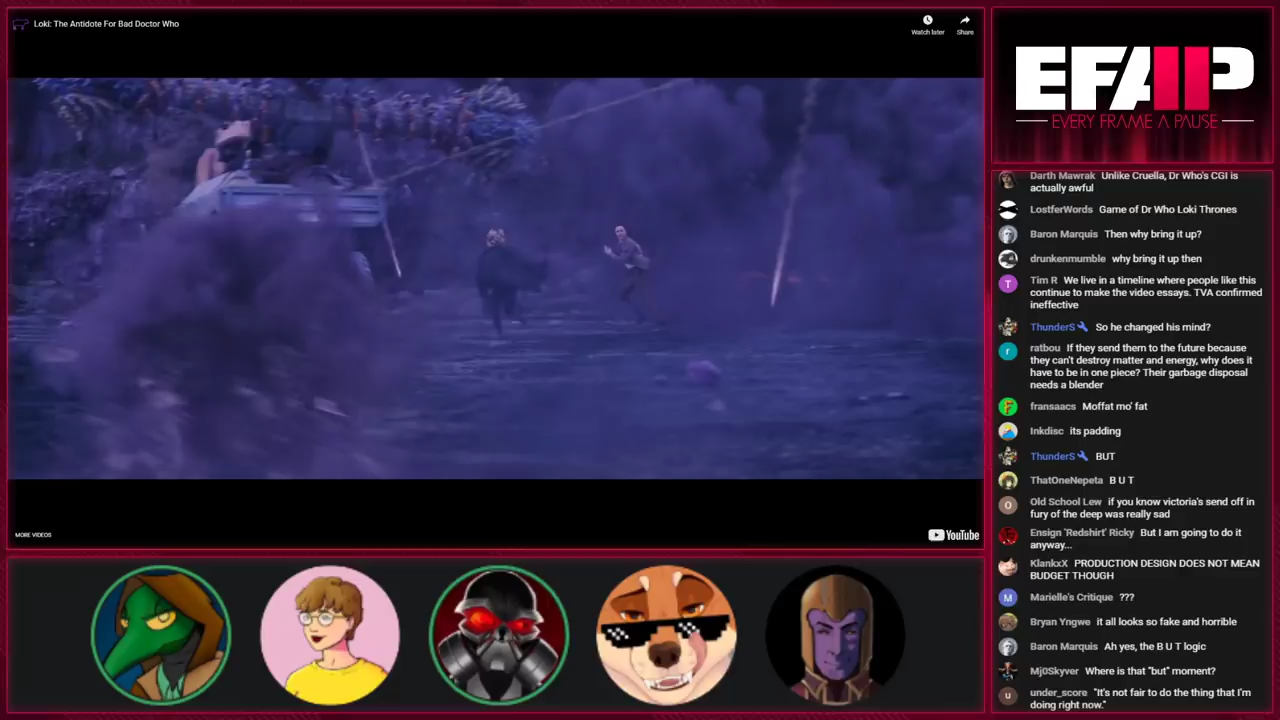 Loki: The Antidote For Bad Doctor Who
Watch later
Share
MORE VIDEOS
YouTube
EFAP
EVERY FRAME A PAUSE
Darth Mawrak Unlike Cruella, Dr Who's CGI is
actually awful
LostferWords Game of Dr Who Loki Thrones
Baron Marquis Then why bring it up?
drunkenmumble why bring it up then
T
Tim R We live in a timeline where people like this
continue to make the video essays. TVA confirmed
ineffective
ThunderS So he changed his mind?
r
ratbou If they send them to the future because
they can't destroy matter and energy, why does it
have to be in one piece? Their garbage disposal
needs a blender
fransaacs Moffat mo' fat
Inkdisc its padding
ThunderS BUT
ThatOneNepeta B U T
O
Old School Lew if you know victoria's send off in
fury of the deep was really sad
Ensign 'Redshirt' Ricky But I am going to do it
anyway...
KlankxX PRODUCTION DESIGN DOES NOT MEAN
BUDGET THOUGH
M
Marielle's Critique ???
Bryan Yngwe it all looks so fake and horrible
Baron Marquis Ah yes, the B U T logic
Mj0Skyver Where is that "but" moment?
u
under_score "It's not fair to do the thing that I'm
doing right now."